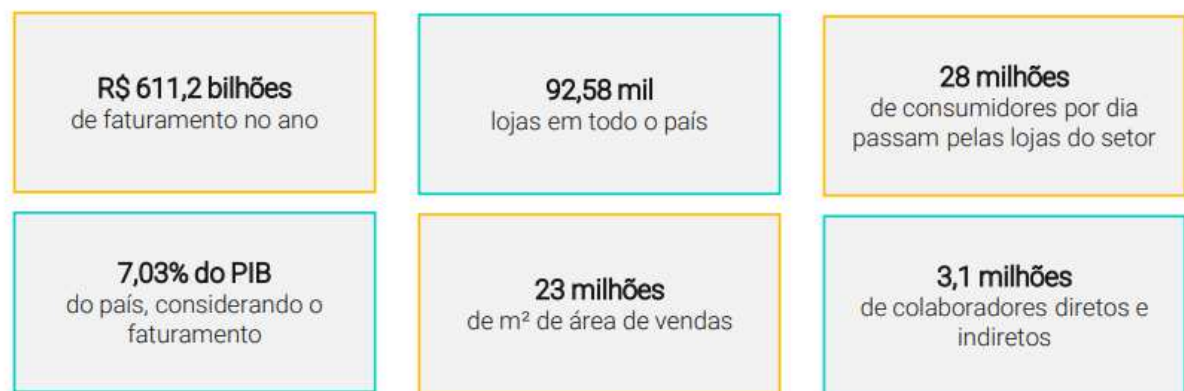 R$ 611,2 bilhões
de faturamento no ano
92,58 mil
lojas em todo o país
28 milhões
de consumidores por dia
passam pelas lojas do setor
7,03% do PIB
do país, considerando o
faturamento
23 milhões
de m² de área de vendas
3,1 milhões
de colaboradores diretos e
indiretos